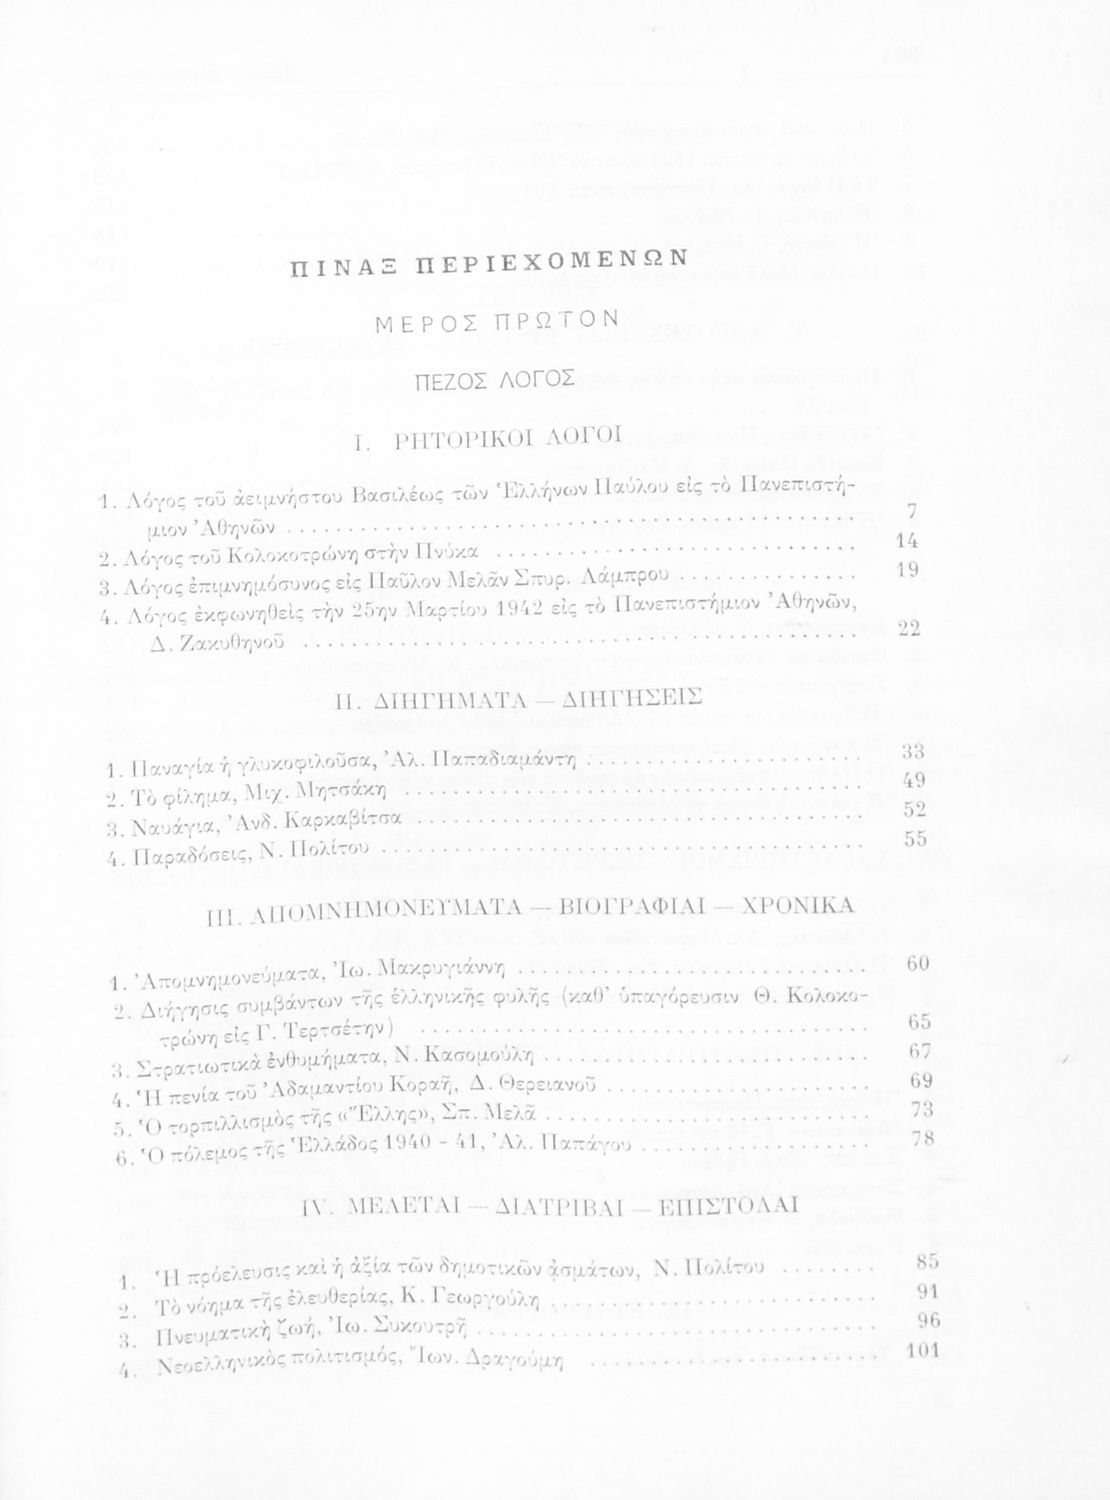 ΠΙΝΑΞ ΠΕΡΙΕΧΟΜΕΝΩΝ
ΜΕΡΟΣ ΠΡΩΤΟΝ
ΠΕΖΟΣ ΛΟΓΟΣ
Ι. ΡΗΤΟΡΙΚΟΙ ΛΟΓΟΙ
1. Λόγος τοῦ ἀειμνήστου Βασιλέως τῶν Ἑλλήνων Παύλου εἰς τὸ Πανεπιστή-
μιον Ἀθηνῶν ........ 7
2. Λόγος τοῦ Κολοκοτρώνη στὴν Πνύκα ........ 14
3. Λόγος ἐπιμνημόσυνος εἰς Παῦλον Μελᾶν Σπυρ. Λάμπρου ........ 19
4. Λόγος ἐκφωνηθεὶς τὴν 25ην Μαρτίου 1942 εἰς τὸ Πανεπιστήμιον Ἀθηνῶν,
Δ. Ζακυθηνοῦ ........ 22
ΙΙ. ΔΙΗΓΗΜΑΤΑ — ΔΙΗΓΗΣΕΙΣ
1. Παναγία ἡ γλυκοφιλοῦσα, Ἀλ. Παπαδιαμάντη ........ 33
2. Τὸ φίλημα, Μιχ. Μητσάκη ........ 49
3. Ναυάγια, Ἀνδ. Καρκαβίτσα ........ 52
4. Παραδόσεις, Ν. Πολίτου ........ 55
ΙΙΙ. ΑΠΟΜΝΗΜΟΝΕΥΜΑΤΑ — ΒΙΟΓΡΑΦΙΑΙ — ΧΡΟΝΙΚΑ
1. Ἀπομνημονεύματα, Ἰω. Μακρυγιάννη ........ 60
2. Διήγησις συμβάντων τῆς ἑλληνικῆς φυλῆς (καθ’ ὑπαγόρευσιν Θ. Κολοκο-
τρώνη εἰς Γ. Τερτσέτην) ........ 65
3. Στρατιωτικὰ ἐνθυμήματα, Ν. Κασομούλη ........ 67
4. Ἡ πενία τοῦ Ἀδαμαντίου Κοραῆ, Δ. Θερειανοῦ ........ 69
5. Ὁ τορπιλλισμὸς τῆς «Ἕλλης», Σπ. Μελᾶ ........ 73
6. Ὁ πόλεμος τῆς Ἑλλάδος 1940 - 41, Ἀλ. Παπάγου ........ 78
IV. ΜΕΛΕΤΑΙ — ΔΙΑΤΡΙΒΑΙ — ΕΠΙΣΤΟΛΑΙ
1. Ἡ πρόελευσις καὶ ἡ ἀξία τῶν δημοτικῶν ᾀσμάτων, Ν. Πολίτου ........ 85
2. Τὸ νόημα τῆς ἐλευθερίας, Κ. Γεωργούλη ........ 91
3. Πνευματικὴ ζωή, Ἰω. Συκουτρῆ ........ 96
4. Νεοελληνικὸς πολιτισμός, Ἴων. Δραγούμη ........ 101